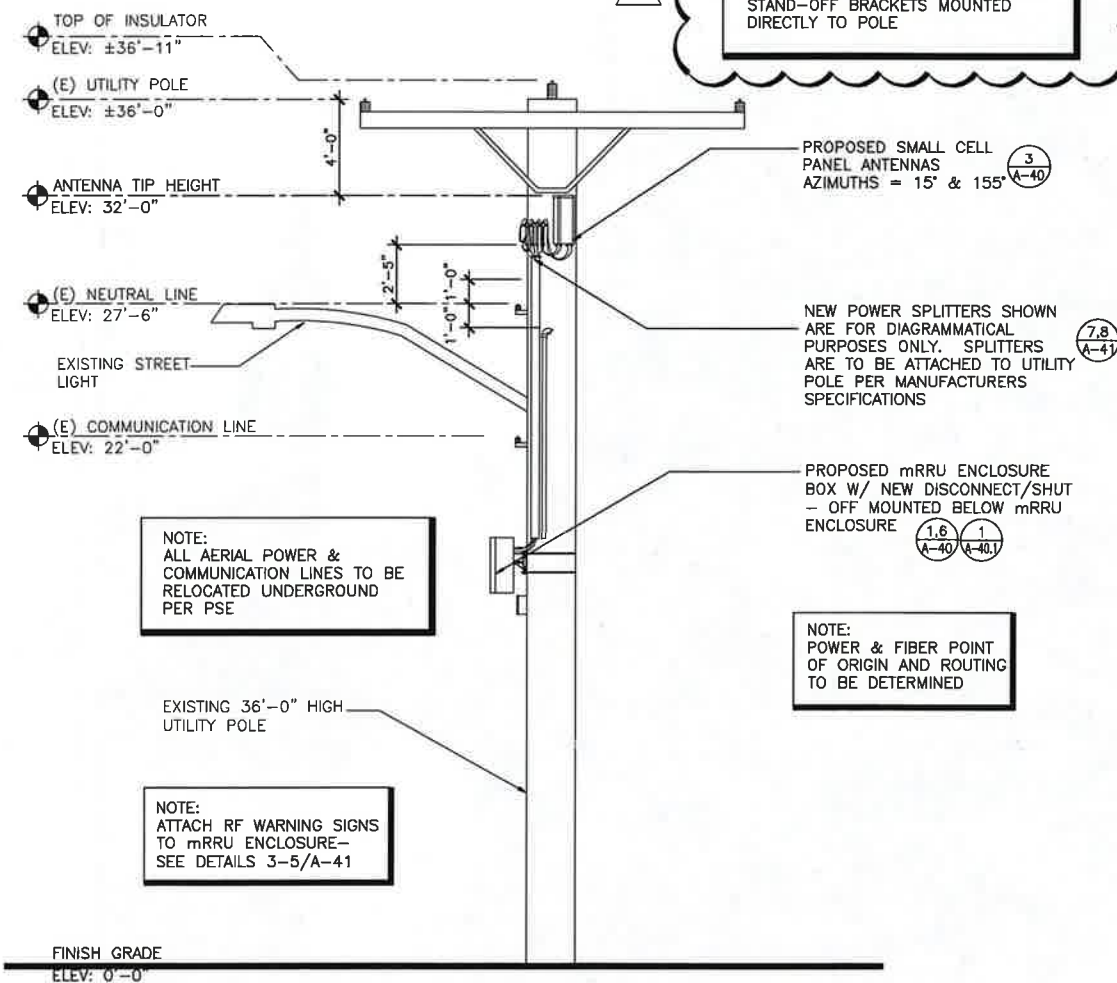 STAND-OFF BRACKETS MOUNTED
DIRECTLY TO POLE
TOP OF INSULATOR
ELEV: ±36'-11"
(E) UTILITY POLE
ELEV: ±36'-0"
4'-0"
ANTENNA TIP HEIGHT
ELEV: 32'-0"
2'-5"
1'-0"
1'-0"
(E) NEUTRAL LINE
ELEV: 27'-6"
EXISTING STREET
LIGHT
(E) COMMUNICATION LINE
ELEV: 22'-0"
PROPOSED SMALL CELL
PANEL ANTENNAS
AZIMUTHS = 15° & 155°
3
A-40
NEW POWER SPLITTERS SHOWN
ARE FOR DIAGRAMMATICAL
PURPOSES ONLY. SPLITTERS
ARE TO BE ATTACHED TO UTILITY
POLE PER MANUFACTURERS
SPECIFICATIONS
7,8
A-41
PROPOSED mRRU ENCLOSURE
BOX W/ NEW DISCONNECT/SHUT
- OFF MOUNTED BELOW mRRU
ENCLOSURE
1,6
A-40
1
A-40.1
NOTE:
ALL AERIAL POWER &
COMMUNICATION LINES TO BE
RELOCATED UNDERGROUND
PER PSE
NOTE:
POWER & FIBER POINT
OF ORIGIN AND ROUTING
TO BE DETERMINED
EXISTING 36'-0" HIGH
UTILITY POLE
NOTE:
ATTACH RF WARNING SIGNS
TO mRRU ENCLOSURE-
SEE DETAILS 3-5/A-41
FINISH GRADE
ELEV: 0'-0"